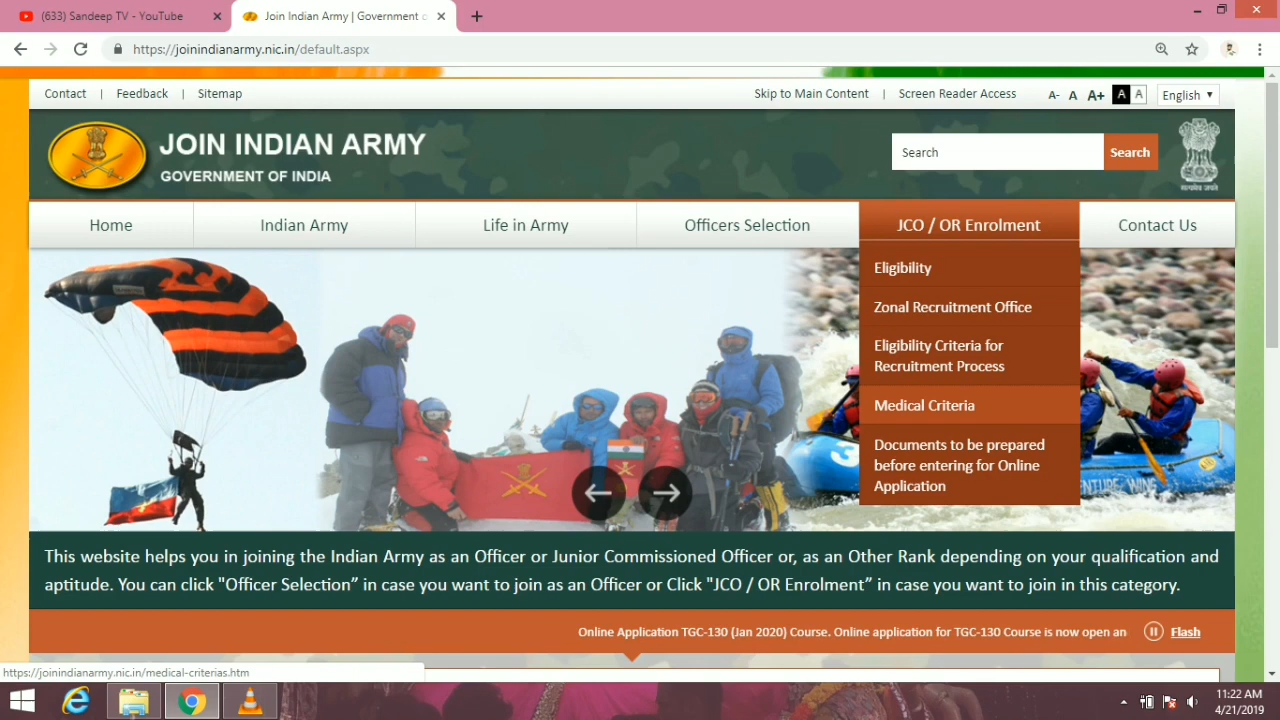 (633) Sandeep TV - YouTube
Join Indian Army | Government o
https://joinindianarmy.nic.in/default.aspx
Contact | Feedback | Sitemap
Skip to Main Content | Screen Reader Access A- A A+ A A English
JOIN INDIAN ARMY
GOVERNMENT OF INDIA
Search Search
सत्यमेव जयते
Home Indian Army Life in Army Officers Selection JCO / OR Enrolment Contact Us
Eligibility
Zonal Recruitment Office
Eligibility Criteria for
Recruitment Process
Medical Criteria
Documents to be prepared
before entering for Online
Application
3
ENTURE WING
This website helps you in joining the Indian Army as an Officer or Junior Commissioned Officer or, as an Other Rank depending on your qualification and
aptitude. You can click "Officer Selection” in case you want to join as an Officer or Click "JCO / OR Enrolment” in case you want to join in this category.
Online Application TGC-130 (Jan 2020) Course. Online application for TGC-130 Course is now open an
Flash
https://joinindianarmy.nic.in/medical-criterias.htm
11:22 AM
4/21/2019